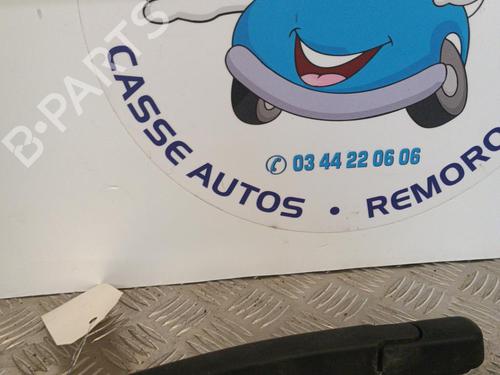 B-PARTS
CASSE AUTOS • REMORQ
03 44 22 06 06